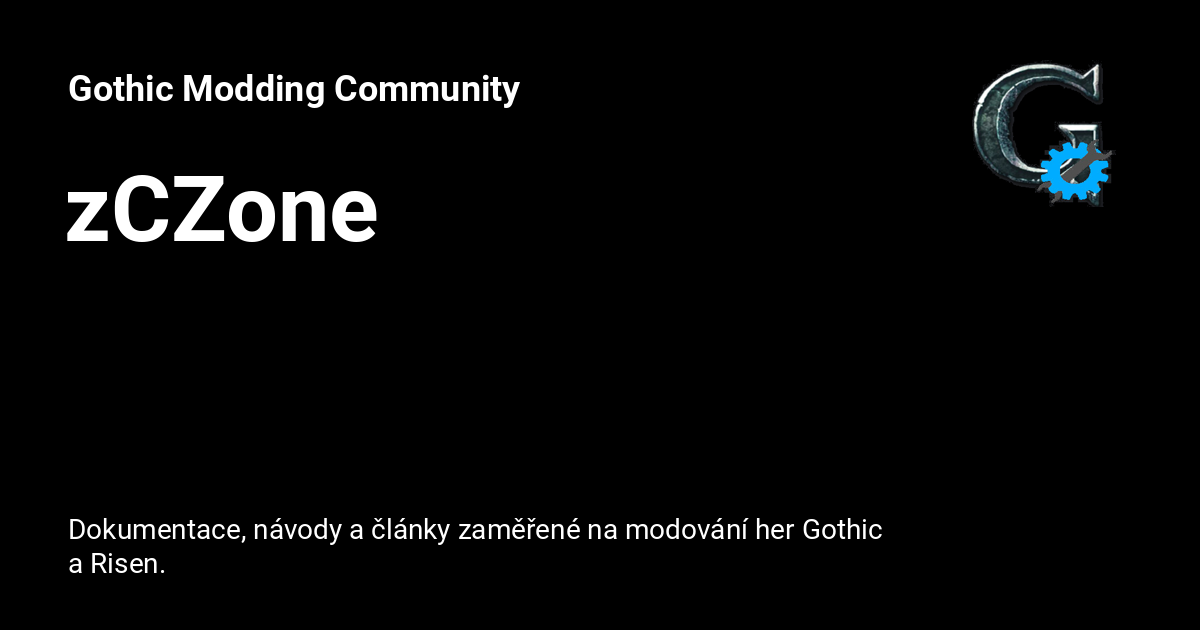 Gothic Modding Community
zCZone
Dokumentace, návody a články zaměřené na modování her Gothic
a Risen.